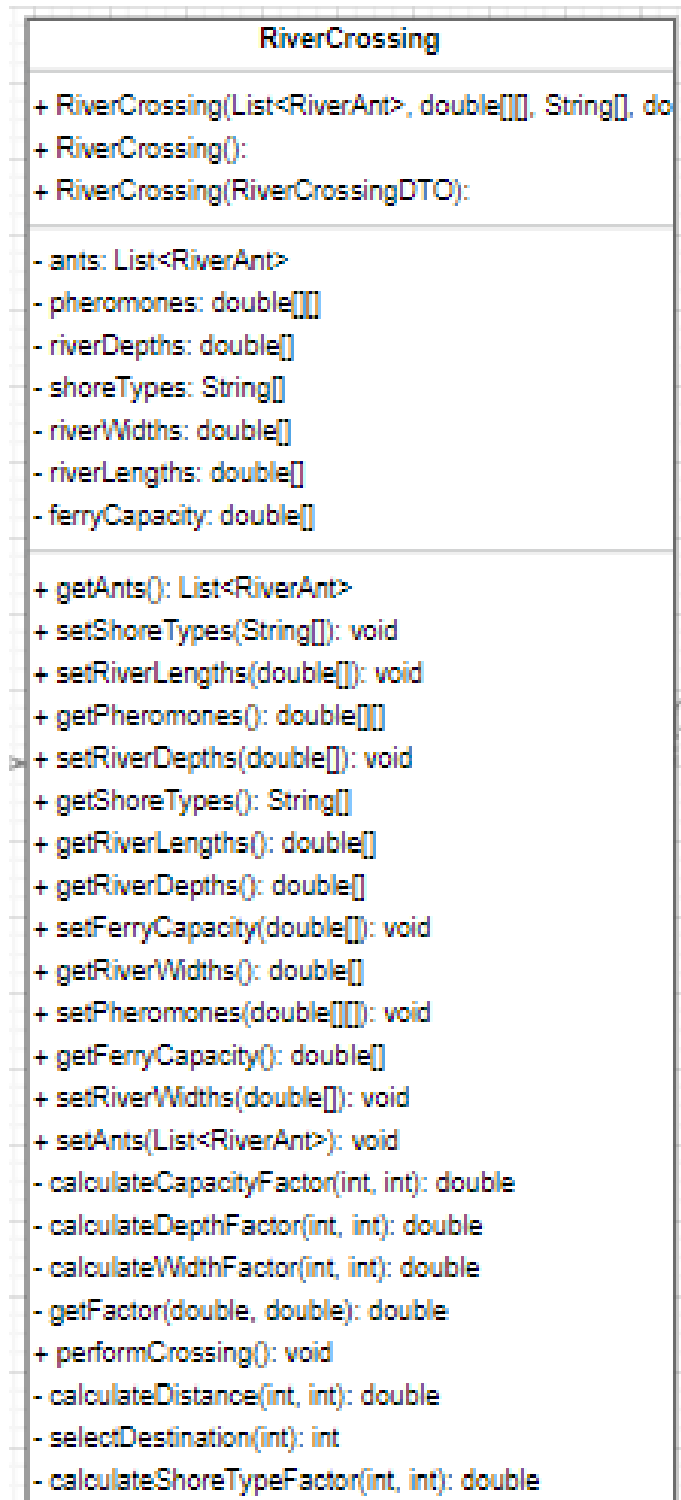 RiverCrossing
+ RiverCrossing(List<RiverAnt>, double[][], String[], do
+ RiverCrossing():
+ RiverCrossing(RiverCrossingDTO):
- ants: List<RiverAnt>
- pheromones: double[][]
- riverDepths: double[]
- shoreTypes: String[]
- riverWidths: double[]
- riverLengths: double[]
- ferryCapacity: double[]
+ getAnts(): List<RiverAnt>
+ setShoreTypes(String[]): void
+ setRiverLengths(double[]): void
+ getPheromones(): double[][]
+ setRiverDepths(double[]): void
+ getShoreTypes(): String[]
+ getRiverLengths(): double[]
+ getRiverDepths(): double[]
+ setFerryCapacity(double[]): void
+ getRiverWidths(): double[]
+ setPheromones(double[][]): void
+ getFerryCapacity(): double[]
+ setRiverWidths(double[]): void
+ setAnts(List<RiverAnt>): void
- calculateCapacityFactor(int, int): double
- calculateDepthFactor(int, int): double
- calculateWidthFactor(int, int): double
- getFactor(double, double): double
+ performCrossing(): void
- calculateDistance(int, int): double
- selectDestination(int): int
- calculateShoreTypeFactor(int, int): double